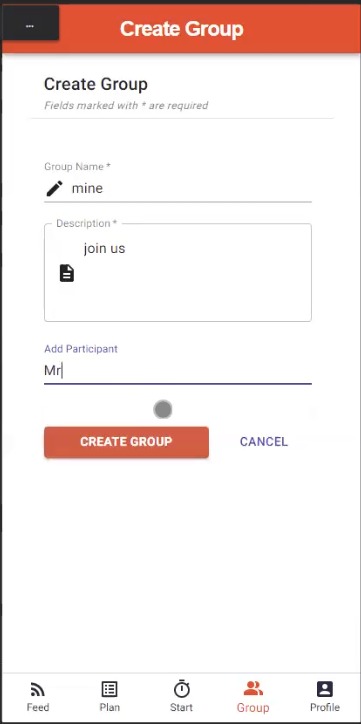 ...
Create Group
Create Group
Fields marked with * are required
Group Name *
mine
Description *
join us
Add Participant
Mr
CREATE GROUP
CANCEL
Feed
Plan
Start
Group
Profile